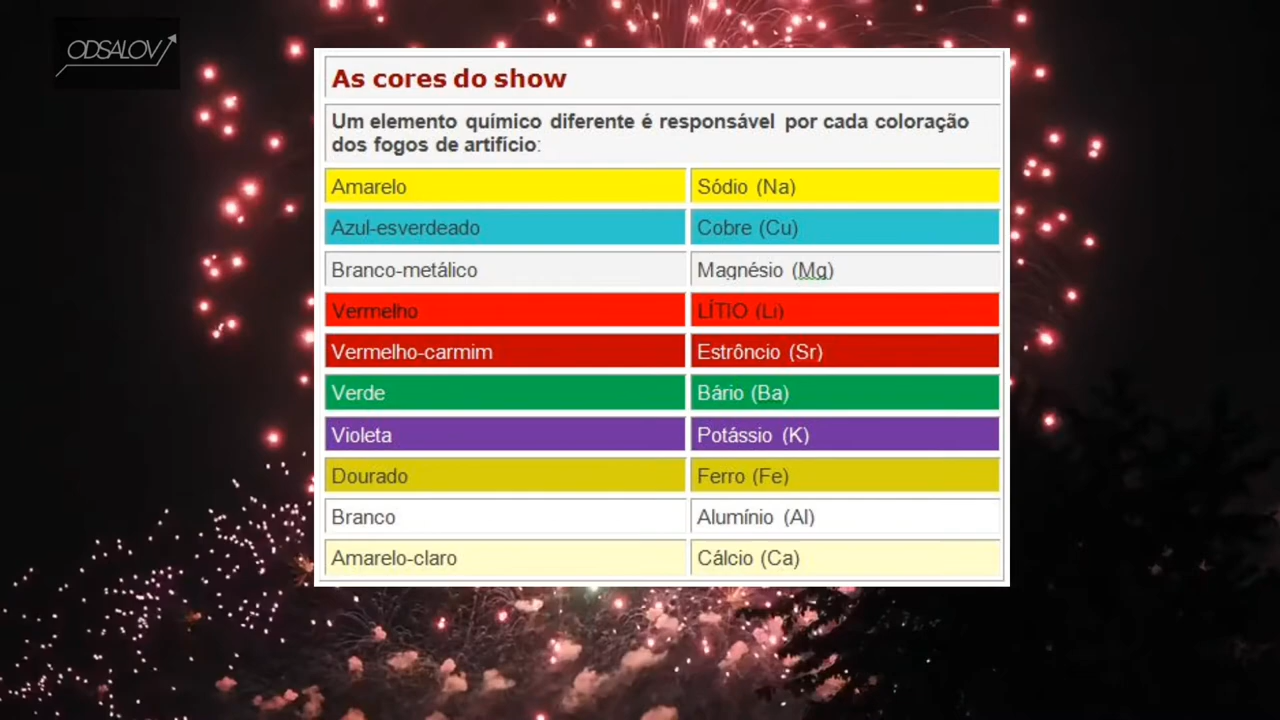 ODSALOV
As cores do show
Um elemento químico diferente é responsável por cada coloração
dos fogos de artifício:
Amarelo Sódio (Na)
Azul-esverdeado Cobre (Cu)
Branco-metálico Magnésio (Mg)
Vermelho LÍTIO (Li)
Vermelho-carmim Estrôncio (Sr)
Verde Bário (Ba)
Violeta Potássio (K)
Dourado Ferro (Fe)
Branco Alumínio (Al)
Amarelo-claro Cálcio (Ca)